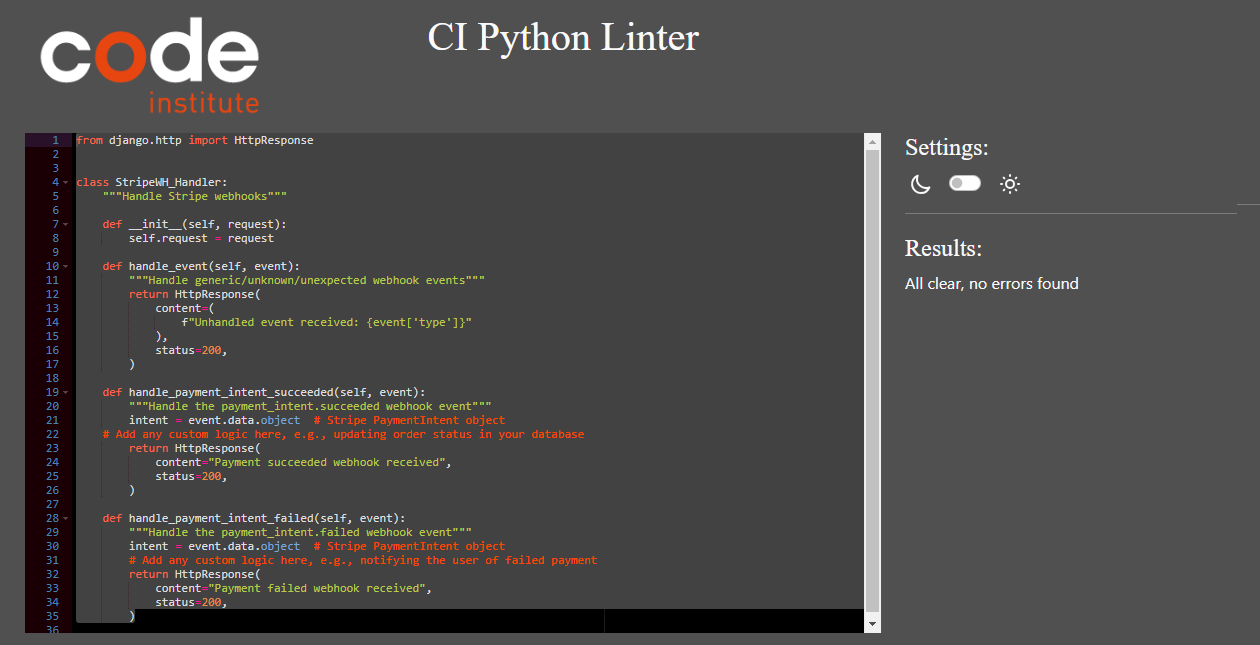 code
institute
CI Python Linter
1 from django.http import HttpResponse
2
3
4 class StripeWH_Handler:
5     """Handle Stripe webhooks"""
6
7     def __init__(self, request):
8         self.request = request
9
10     def handle_event(self, event):
11         """Handle generic/unknown/unexpected webhook events"""
12         return HttpResponse(
13             content=(
14                 f"Unhandled event received: {event['type']}"
15             ),
16             status=200,
17         )
18
19     def handle_payment_intent_succeeded(self, event):
20         """Handle the payment_intent.succeeded webhook event"""
21         intent = event.data.object  # Stripe PaymentIntent object
22     # Add any custom logic here, e.g., updating order status in your database
23         return HttpResponse(
24             content="Payment succeeded webhook received",
25             status=200,
26         )
27
28     def handle_payment_intent_failed(self, event):
29         """Handle the payment_intent.failed webhook event"""
30         intent = event.data.object  # Stripe PaymentIntent object
31         # Add any custom logic here, e.g., notifying the user of failed payment
32         return HttpResponse(
33             content="Payment failed webhook received",
34             status=200,
35         )
36
Settings:
Results:
All clear, no errors found